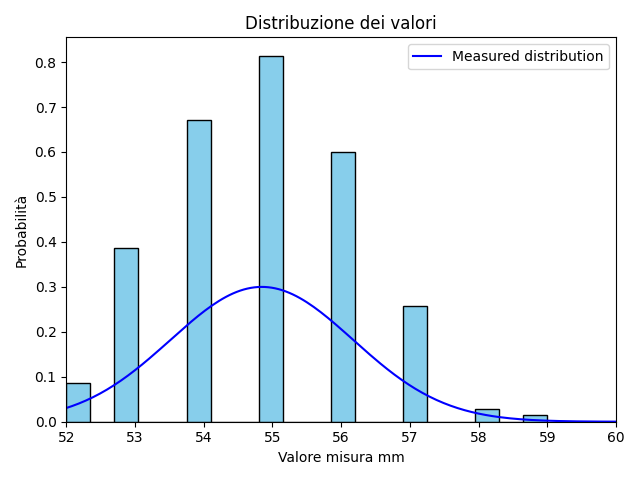 Distribuzione dei valori
Measured distribution
Probabilità
0.8
0.7
0.6
0.5
0.4
0.3
0.2
0.1
0.0
52 53 54 55 56 57 58 59 60
Valore misura mm